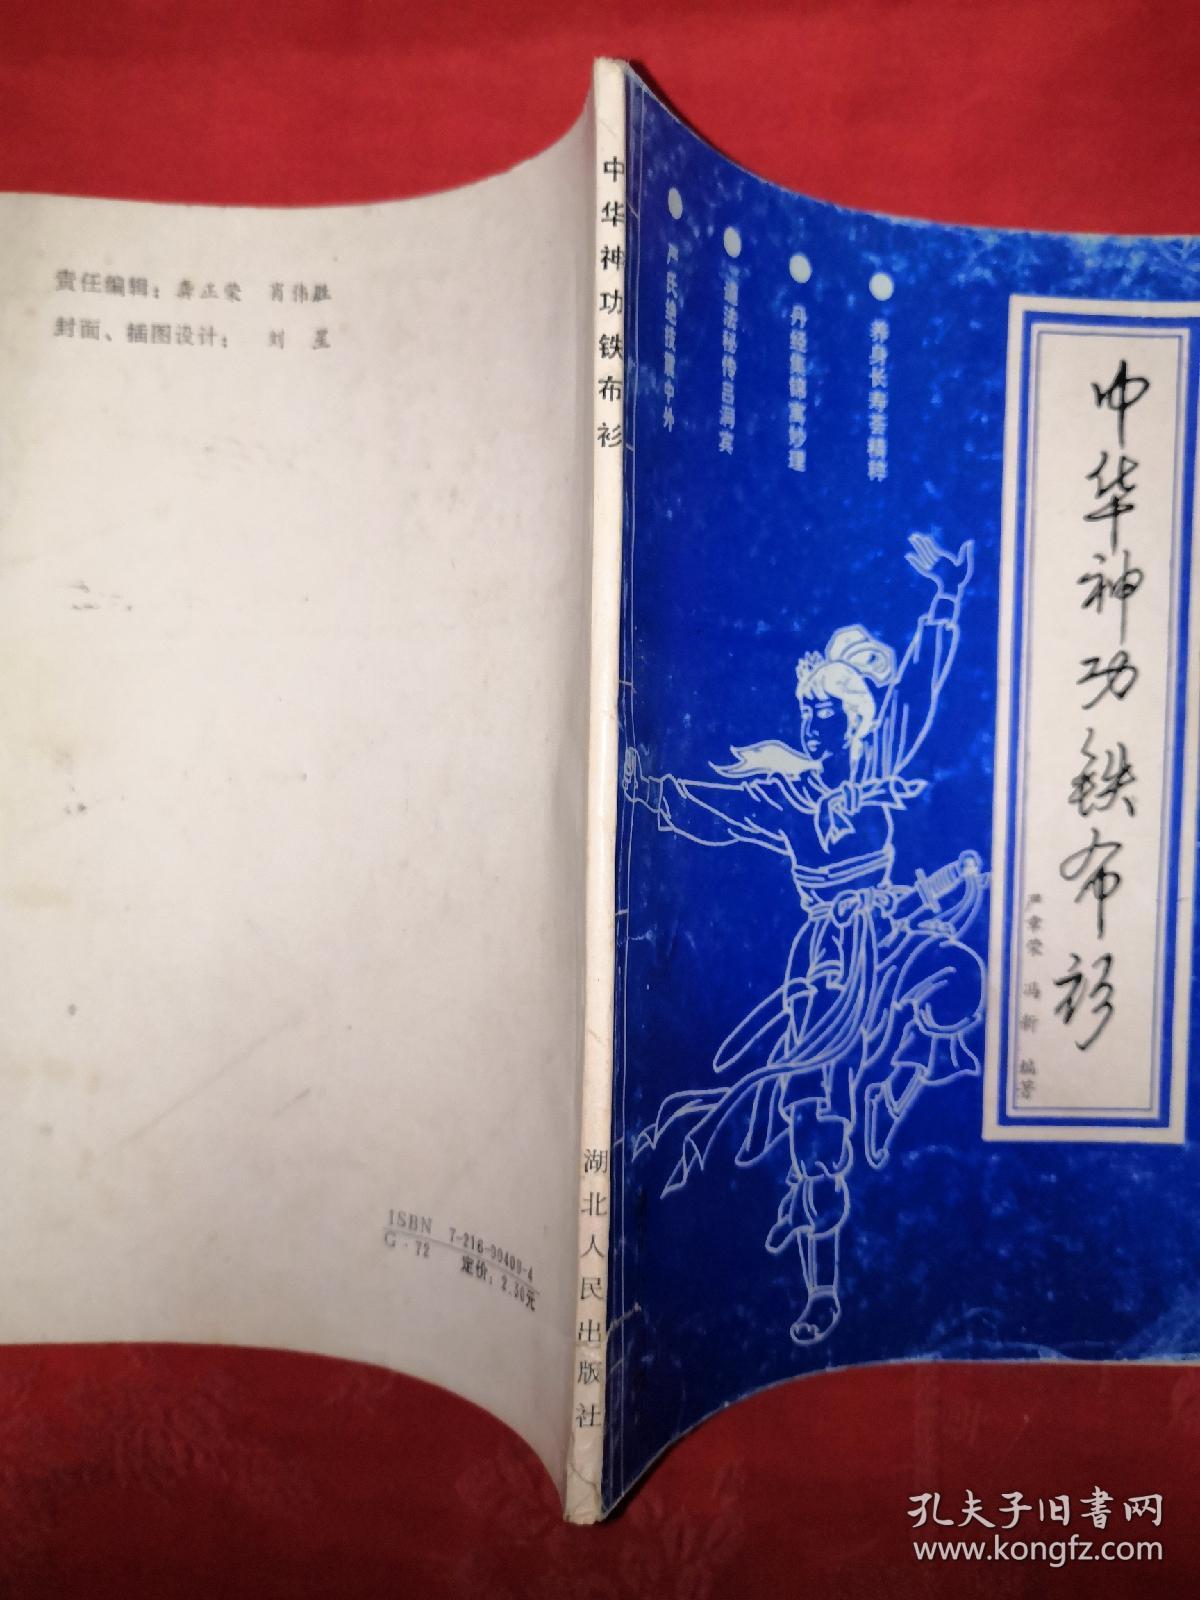 责任编辑：龚正荣 肖伟胜
封面、插图设计： 刘 星
ISBN 7-216-00400-4
G·72 定价：2.30元
中华神功铁布衫
湖北人民出版社
严氏绝技震中外
道法秘传吕洞宾
丹经集锦寓妙理
养身长寿荟精粹
中华神功铁布衫
严章荣 冯新 编著
孔夫子旧书网
www.kongfz.com